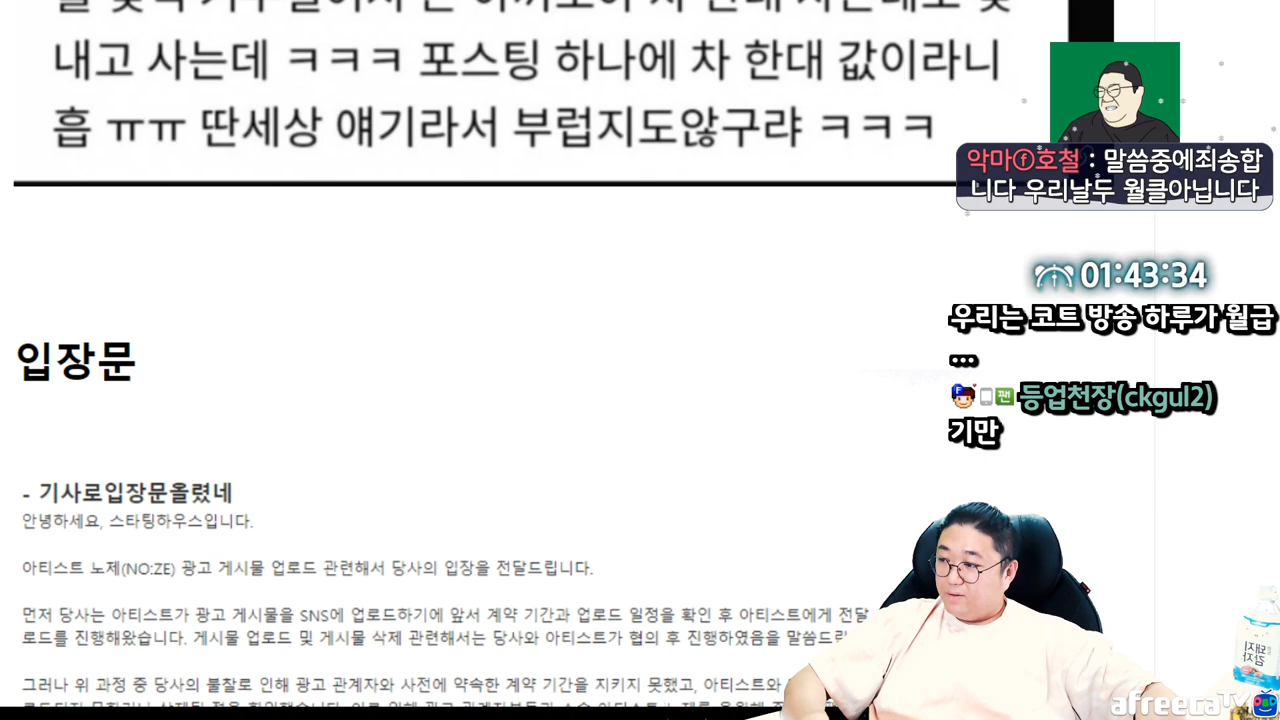 내고 사는데 ㅋㅋㅋ 포스팅 하나에 차 한대 값이라니
흡 ㅠㅠ 딴세상 얘기라서 부럽지도않구랴 ㅋㅋㅋ
악마ⓕ호철 : 말씀중에죄송합
니다 우리날두 월클아닙니다
01:43:34
우리는 코트 방송 하루가 월급
...
등업천장(ckgul2)
기만
입장문
- 기사로입장문올렸네
안녕하세요, 스타팅하우스입니다.
아티스트 노제(NO:ZE) 광고 게시물 업로드 관련해서 당사의 입장을 전달드립니다.
먼저 당사는 아티스트가 광고 게시물을 SNS에 업로드하기에 앞서 계약 기간과 업로드 일정을 확인 후 아티스트에게 전달
로드를 진행해왔습니다. 게시물 업로드 및 게시물 삭제 관련해서는 당사와 아티스트가 협의 후 진행하였음을 말씀드립
그러나 위 과정 중 당사의 불찰로 인해 광고 관계자와 사전에 약속한 계약 기간을 지키지 못했고, 아티스트와
돼지
감자
afreecaTV